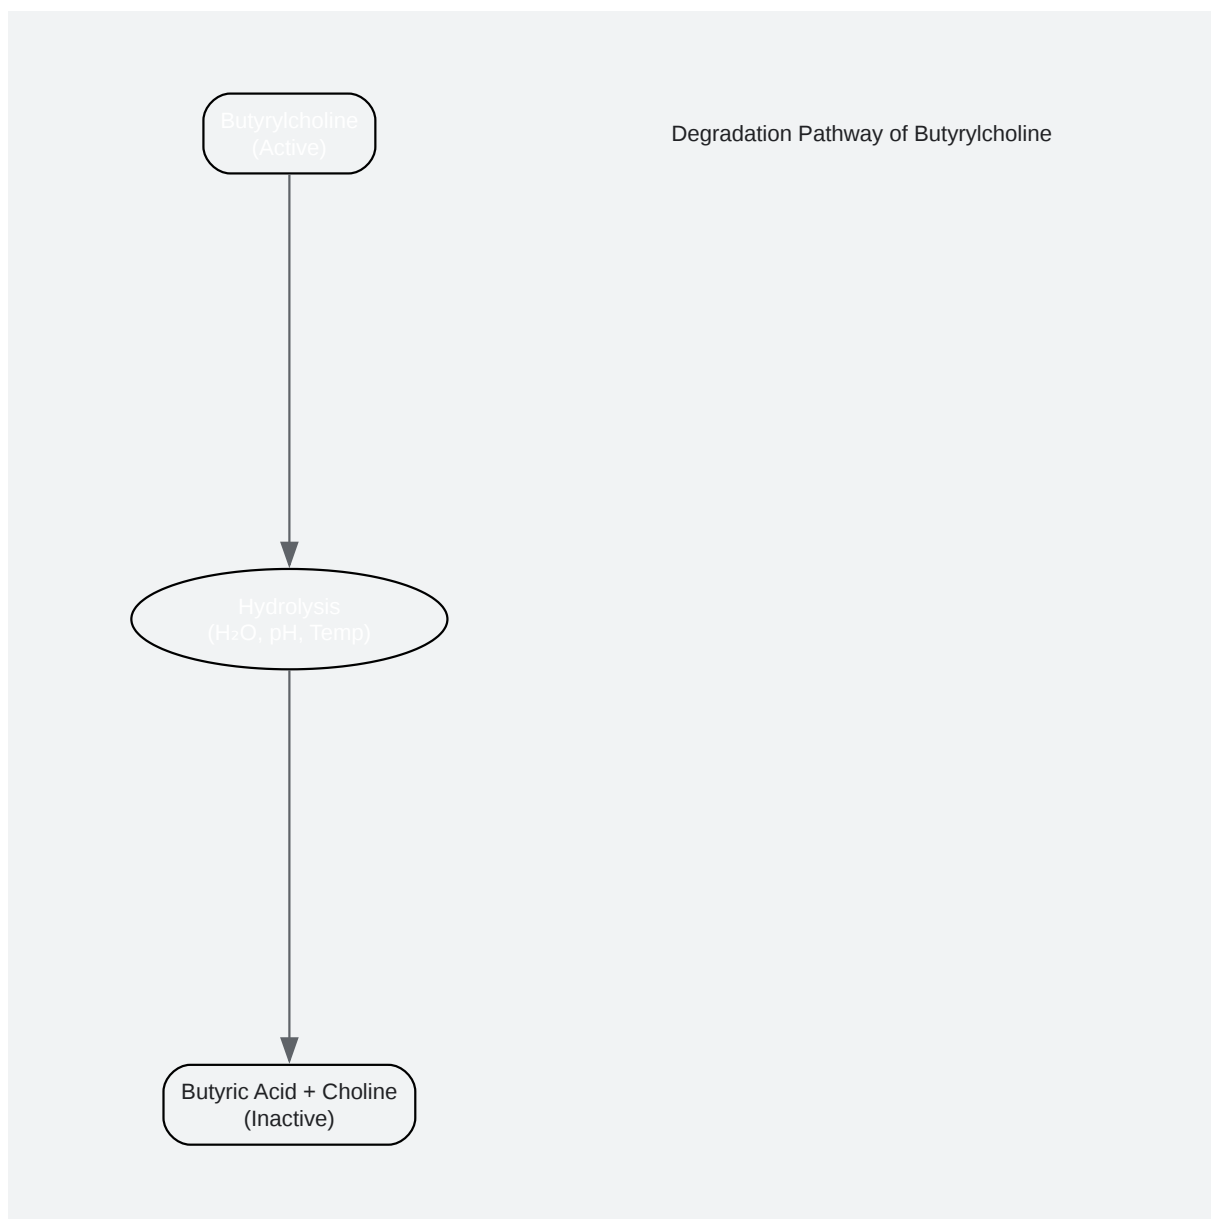 Butyrylcholine
(Active)
Degradation Pathway of Butyrylcholine
Hydrolysis
(H₂O, pH, Temp)
Butyric Acid + Choline
(Inactive)